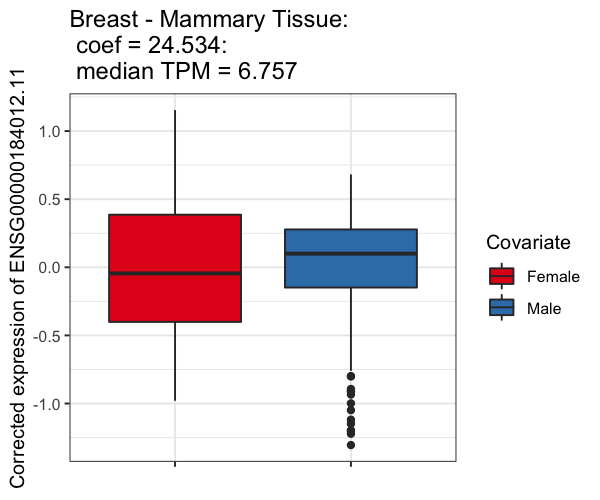 Breast - Mammary Tissue:
coef = 24.534:
median TPM = 6.757
Corrected expression of ENSG00000184012.11
1.0
0.5
0.0
-0.5
-1.0
Covariate
Female
Male